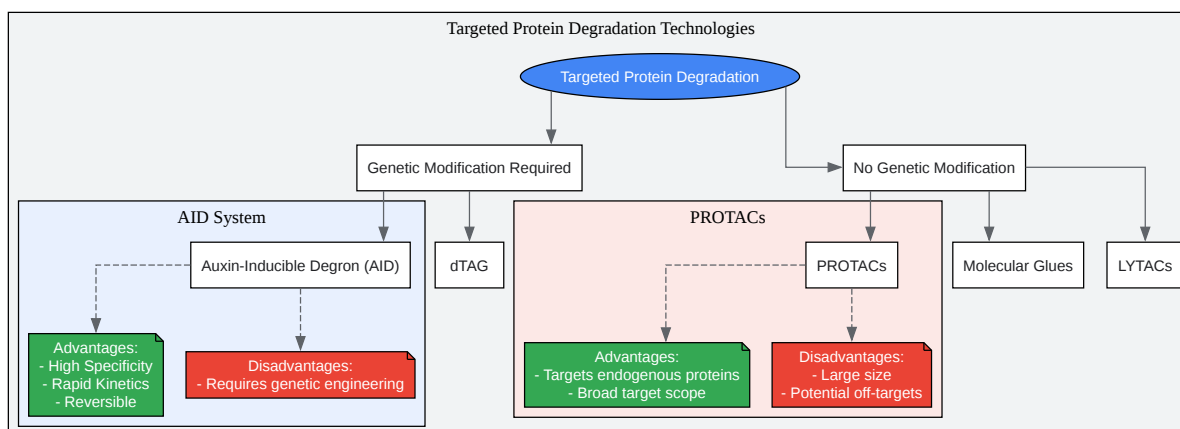 Targeted Protein Degradation Technologies
Targeted Protein Degradation
Genetic Modification Required
No Genetic Modification
AID System
PROTACs
Auxin-Inducible Degron (AID)
dTAG
PROTACs
Molecular Glues
LYTACs
Advantages:
- High Specificity
- Rapid Kinetics
- Reversible
Disadvantages:
- Requires genetic engineering
Advantages:
- Targets endogenous proteins
- Broad target scope
Disadvantages:
- Large size
- Potential off-targets